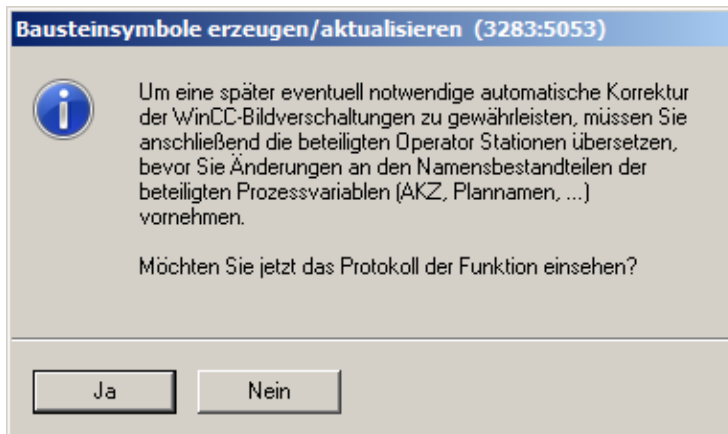 Bausteinsymbole erzeugen/aktualisieren (3283:5053)
Um eine später eventuell notwendige automatische Korrektur
der WinCC-Bildverschaltungen zu gewährleisten, müssen Sie
anschließend die beteiligten Operator Stationen übersetzen,
bevor Sie Änderungen an den Namensbestandteilen der
beteiligten Prozessvariablen (AKZ, Plannamen, ...)
vornehmen.
Möchten Sie jetzt das Protokoll der Funktion einsehen?
Ja
Nein